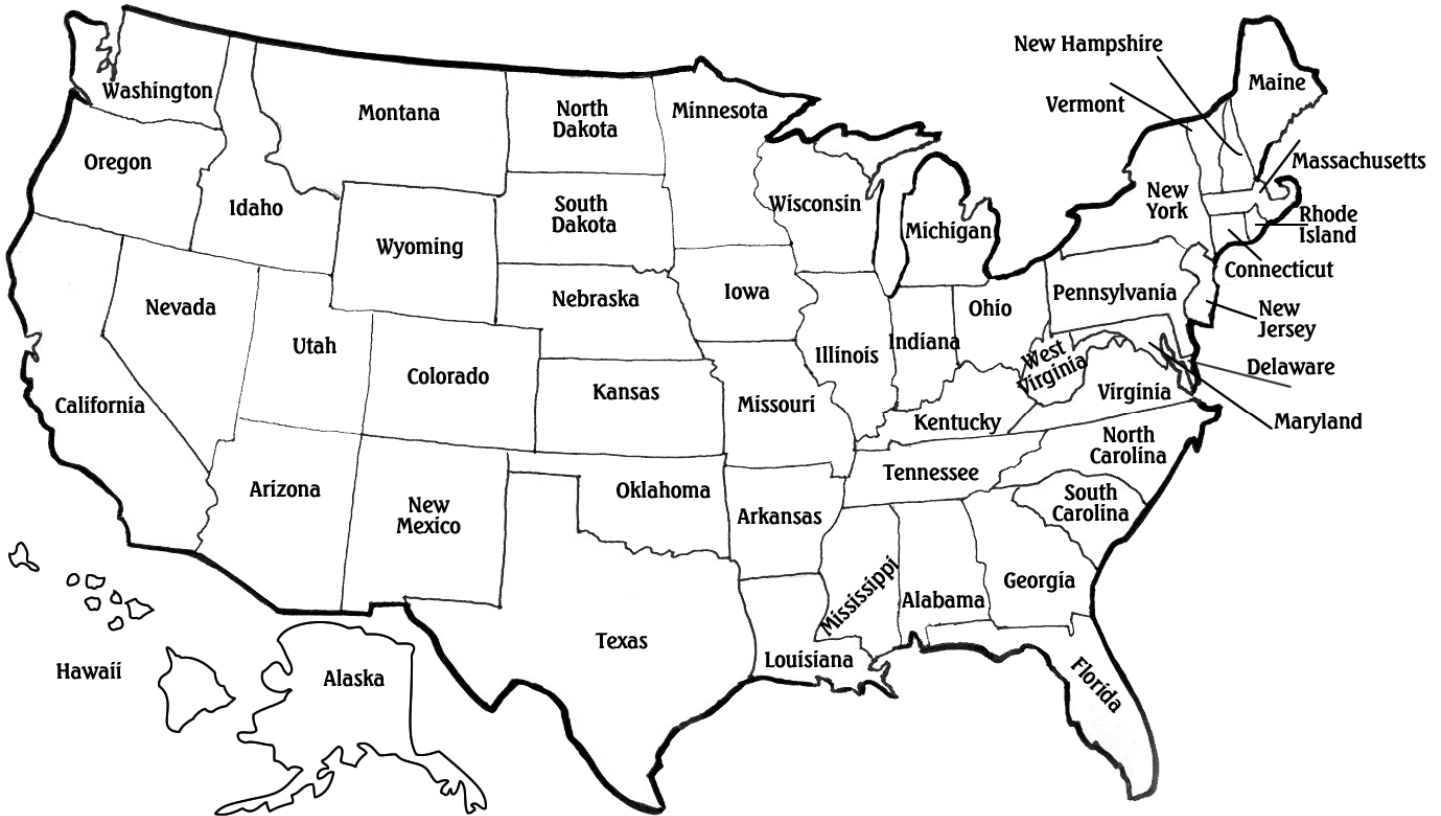 New Hampshire
Maine
Vermont
Washington
Montana
North
Dakota
Minnesota
Oregon
Massachusetts
Idaho
South
Dakota
Wisconsin
New
York
Rhode
Island
Wyoming
Michigan
Connecticut
Nevada
Nebraska
Iowa
Ohio
Pennsylvania
New
Jersey
Utah
Illinois
Indiana
West
Virginia
Delaware
Colorado
Kansas
Missouri
Virginia
California
Kentucky
Maryland
North
Carolina
Tennessee
Arizona
New
Mexico
Oklahoma
Arkansas
South
Carolina
Mississippi
Alabama
Georgia
Texas
Louisiana
Florida
Hawaii
Alaska